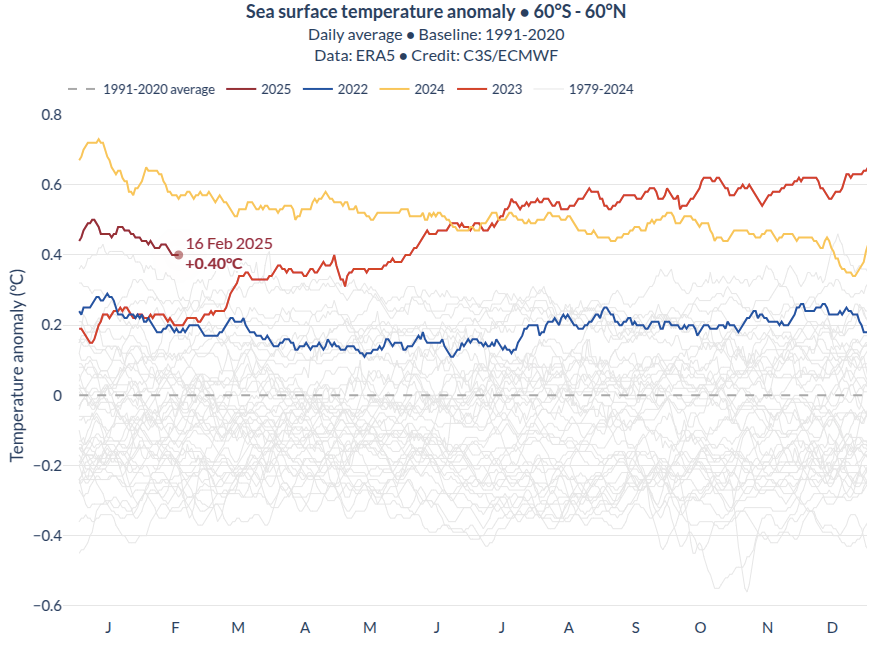 Sea surface temperature anomaly • 60°S - 60°N
Daily average • Baseline: 1991-2020
Data: ERA5 • Credit: C3S/ECMWF
1991-2020 average 2025 2022 2024 2023 1979-2024
0.8
0.6
0.4
0.2
0
−0.2
−0.4
−0.6
Temperature anomaly (°C)
16 Feb 2025
+0.40°C
J F M A M J J A S O N D